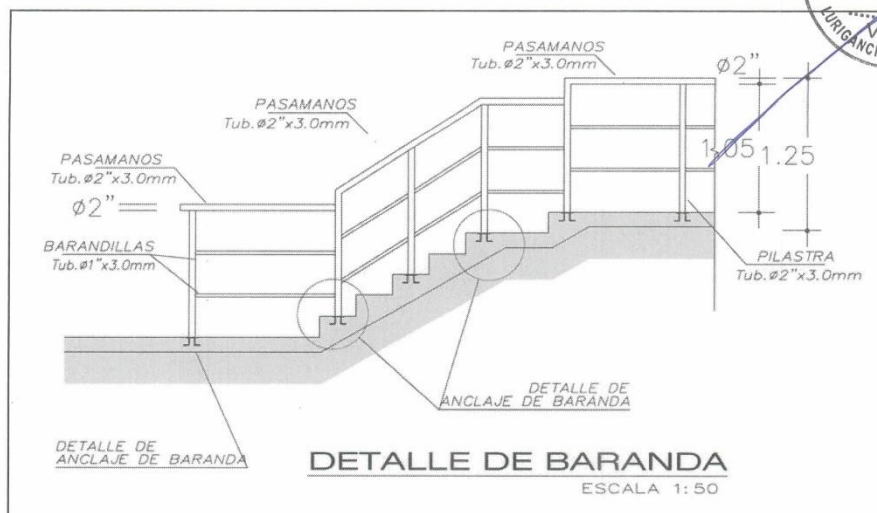 LURIGANC
PASAMANOS
Tub.ø2"x3.0mm
ø2"
PASAMANOS
Tub.ø2"x3.0mm
1.05
1.25
PASAMANOS
Tub.ø2"x3.0mm
ø2"
BARANDILLAS
Tub.ø1"x3.0mm
PILASTRA
Tub.ø2"x3.0mm
DETALLE DE
ANCLAJE DE BARANDA
DETALLE DE
ANCLAJE DE BARANDA
DETALLE DE BARANDA
ESCALA 1:50